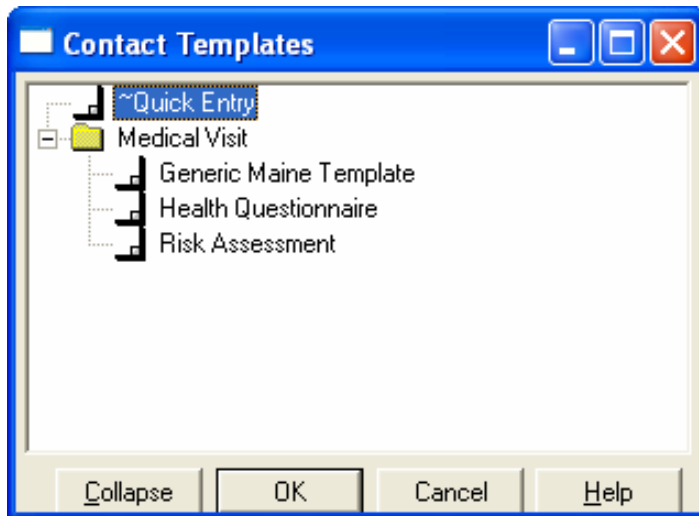 Contact Templates
~Quick Entry
Medical Visit
Generic Maine Template
Health Questionnaire
Risk Assessment
Collapse OK Cancel Help